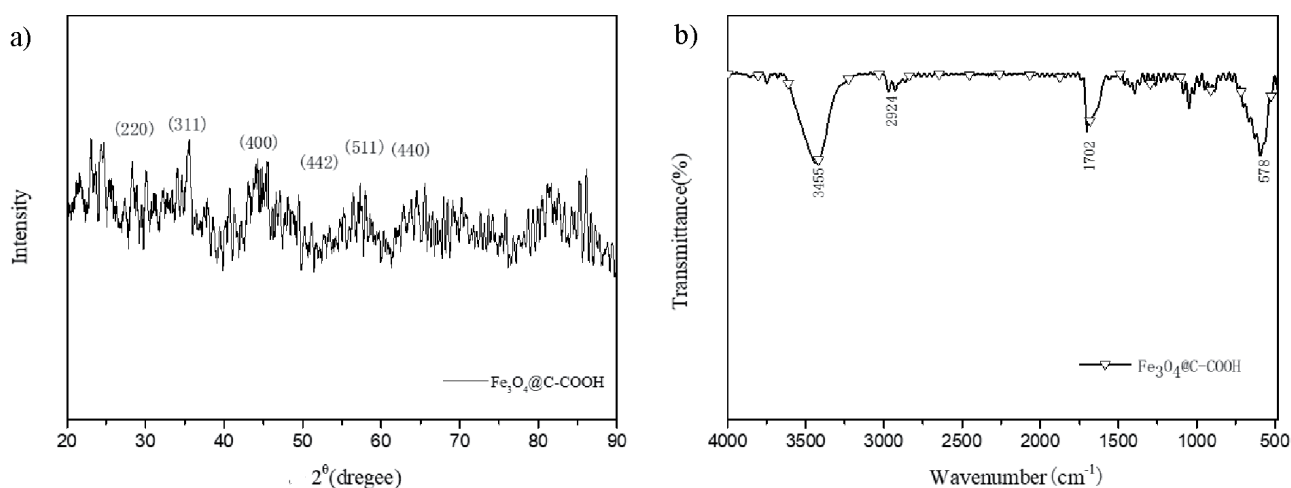 a)
(220)
(311)
(400)
(442)
(511)
(440)
Intensity
Fe₃O₄@C-COOH
20 30 40 50 60 70 80 90
2θ(dregee)
b)
Transmittance(%)
3455
2924
1702
578
Fe₃O₄@C-COOH
4000 3500 3000 2500 2000 1500 1000 500
Wavenumber(cm⁻¹)